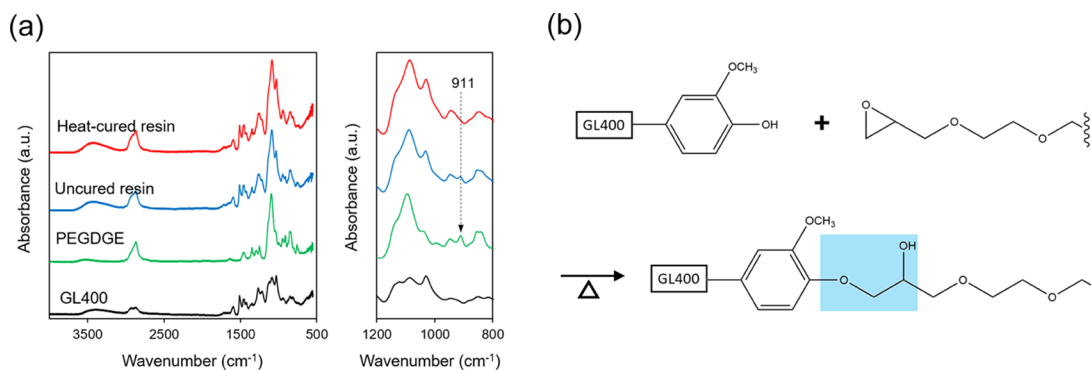 (a)
Absorbance (a.u.)
Heat-cured resin
Uncured resin
PEGDGE
GL400
3500 2500 1500 500
Wavenumber (cm⁻¹)
Absorbance (a.u.)
911
1200 1000 800
Wavenumber (cm⁻¹)
(b)
OCH₃
GL400
OH
+
O
O
O
Δ
OCH₃
GL400
O
OH
O
O